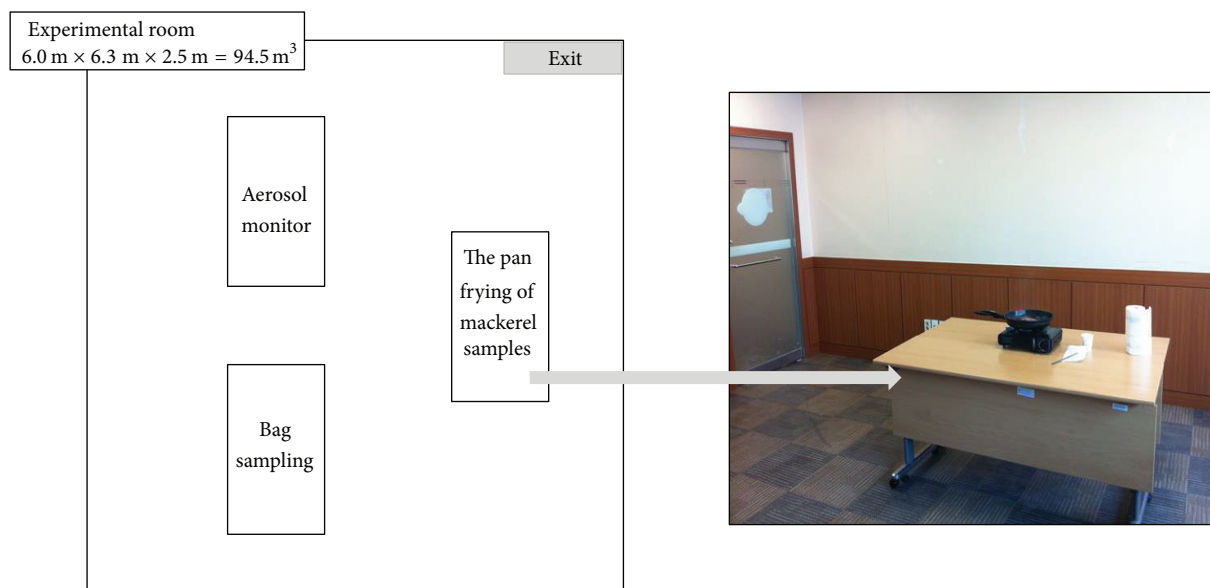 Experimental room
6.0 m × 6.3 m × 2.5 m = 94.5 m³
Exit
Aerosol
monitor
The pan
frying of
mackerel
samples
Bag
sampling